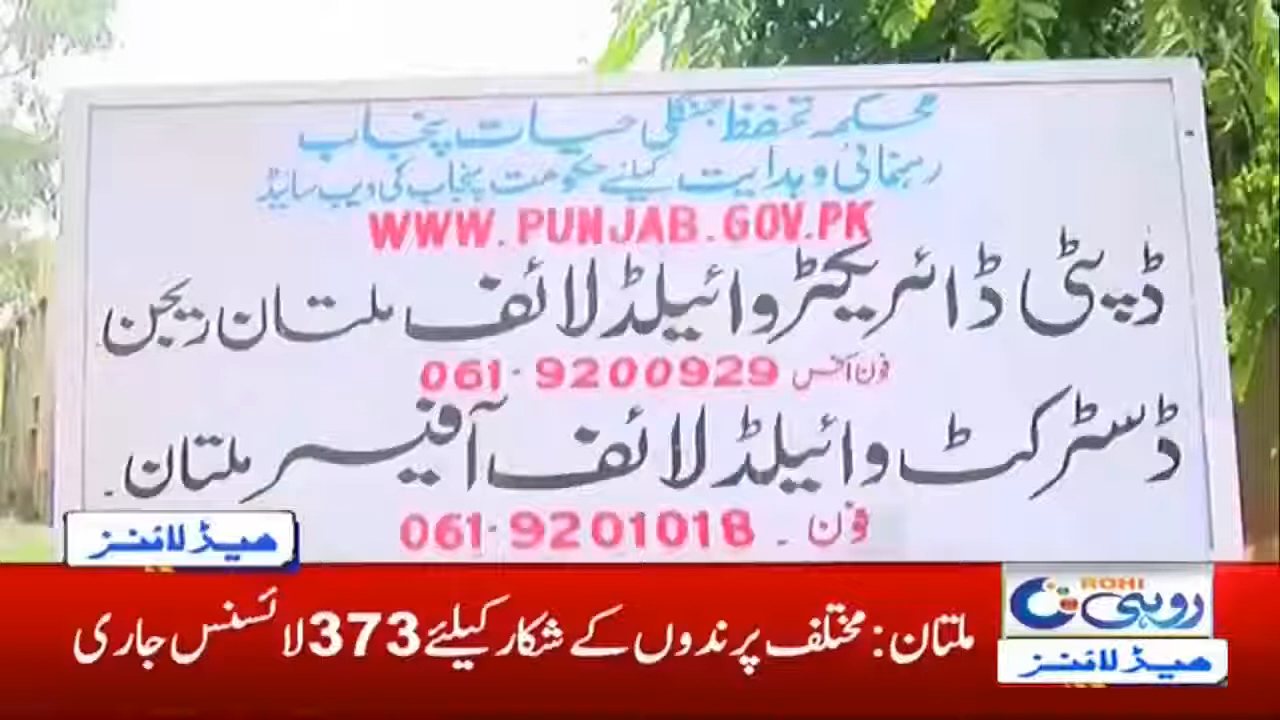 محکمہ تحفظ جنگلی حیات پنجاب
رہنمائی و ہدایت کیلئے حکومت پنجاب کی ویب سائیڈ
WWW.PUNJAB.GOV.PK
ڈپٹی ڈائریکٹر وائیلڈ لائف ملتان ریجن
فون آفس 061-9200929
ڈسٹرکٹ وائیلڈ لائف آفیسر ملتان
فون - 061-9201018
ہیڈ لائنز
ملتان: مختلف پرندوں کے شکار کیلئے 373 لائسنس جاری
ROHI
روہی
ہیڈ لائنز